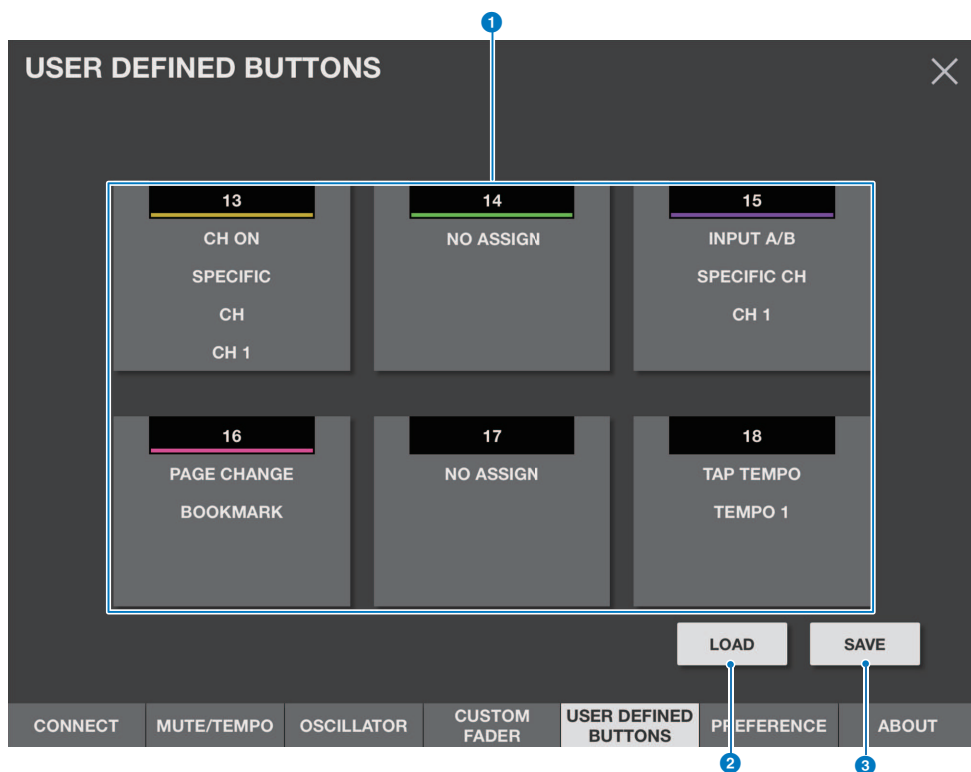 1
USER DEFINED BUTTONS
13
CH ON
SPECIFIC
CH
CH 1
14
NO ASSIGN
15
INPUT A/B
SPECIFIC CH
CH 1
16
PAGE CHANGE
BOOKMARK
17
NO ASSIGN
18
TAP TEMPO
TEMPO 1
LOAD
SAVE
CONNECT
MUTE/TEMPO
OSCILLATOR
CUSTOM
FADER
USER DEFINED
BUTTONS
PREFERENCE
ABOUT
2
3